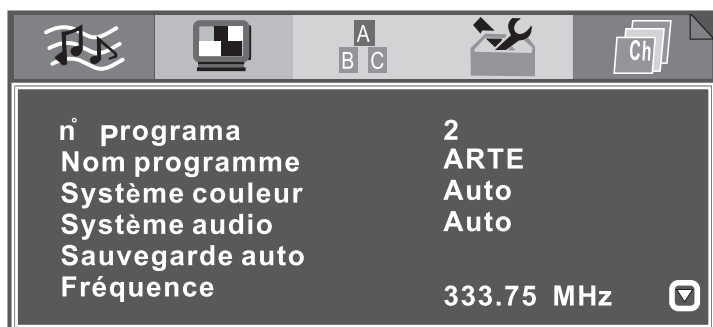 A
B C
Ch
n° Programa 2
Nom programme ARTE
Système couleur Auto
Système audio Auto
Sauvegarde auto
Fréquence 333.75 MHz